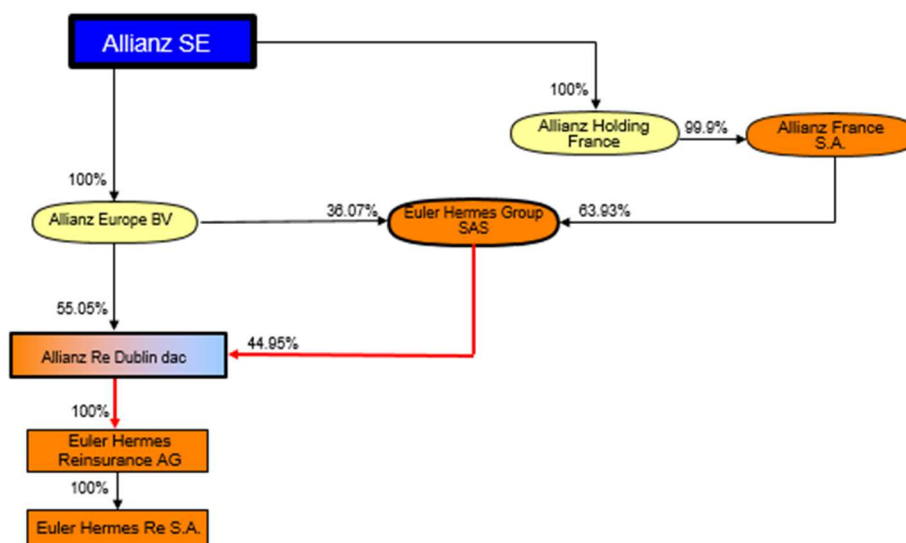 Allianz SE
100%
Allianz Holding
France
99.9%
Allianz France
S.A.
100%
Allianz Europe BV
36.07%
Euler Hermes Group
SAS
63.93%
55.05%
Allianz Re Dublin dac
44.95%
100%
Euler Hermes
Reinsurance AG
100%
Euler Hermes Re S.A.